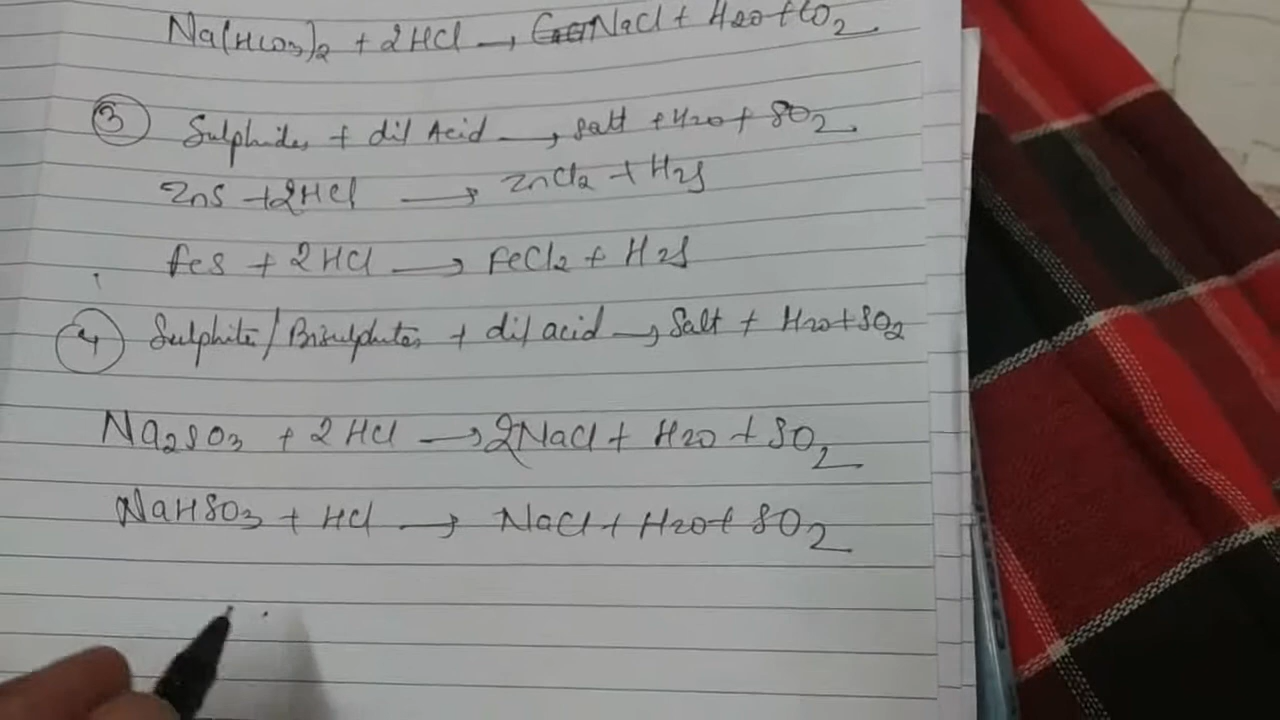 Na(HCO3)2 + 2HCl → NaCl + H2O + CO2
3 Sulphides + dil Acid → salt + H2O + SO2.
ZnS + 2HCl → ZnCl2 + H2S
FeS + 2HCl → FeCl2 + H2S
4 Sulphite/Bisulphites + dil acid → Salt + H2O + SO2
Na2SO3 + 2HCl → 2NaCl + H2O + SO2
NaHSO3 + HCl → NaCl + H2O + SO2